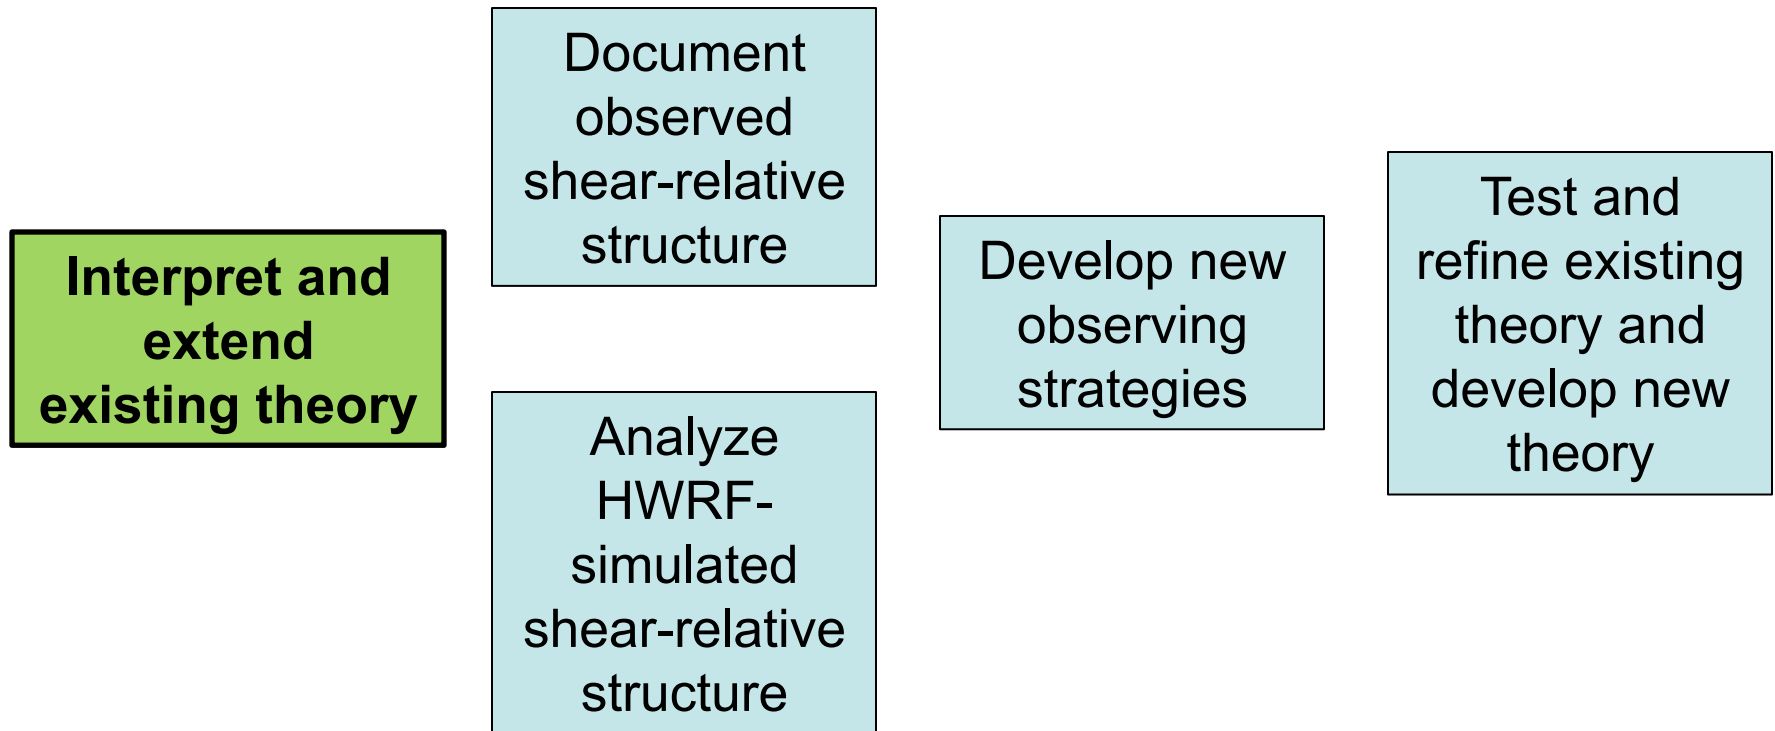 Interpret and
extend
existing theory
Document
observed
shear-relative
structure
Analyze
HWRF-
simulated
shear-relative
structure
Develop new
observing
strategies
Test and
refine existing
theory and
develop new
theory